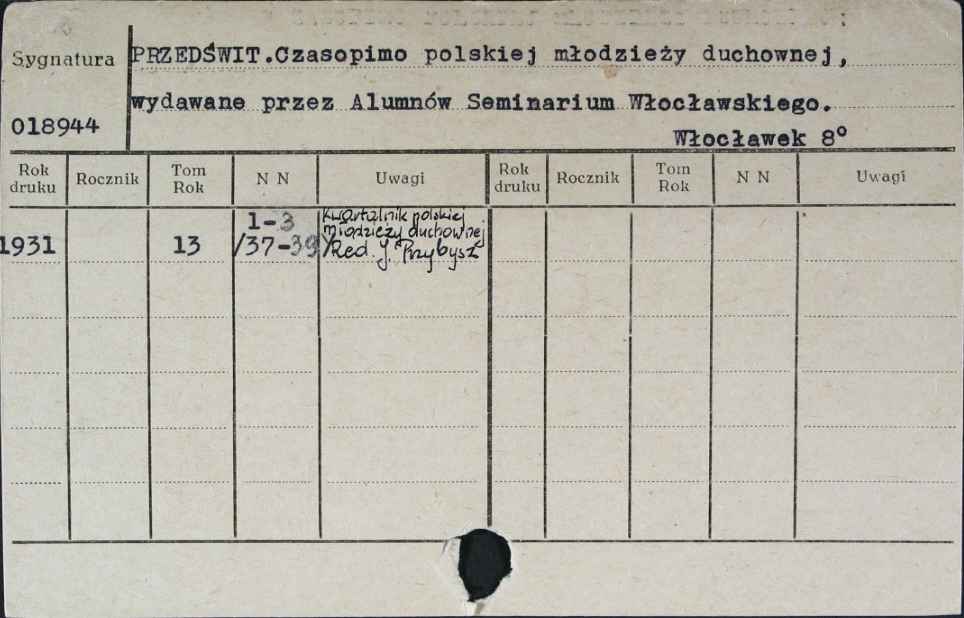 Sygnatura
PRZEDŚWIT.Czasopimo polskiej młodzieży duchownej,
wydawane przez Alumnów Seminarium Włocławskiego.
018944
Włocławek 8°
Rok druku Rocznik Tom Rok N N Uwagi Rok druku Rocznik Tom Rok N N Uwagi
1-3 Kwartalnik polskiej
młodzieży duchownej
1931 13 /37-39/ Red. J. Przybysz